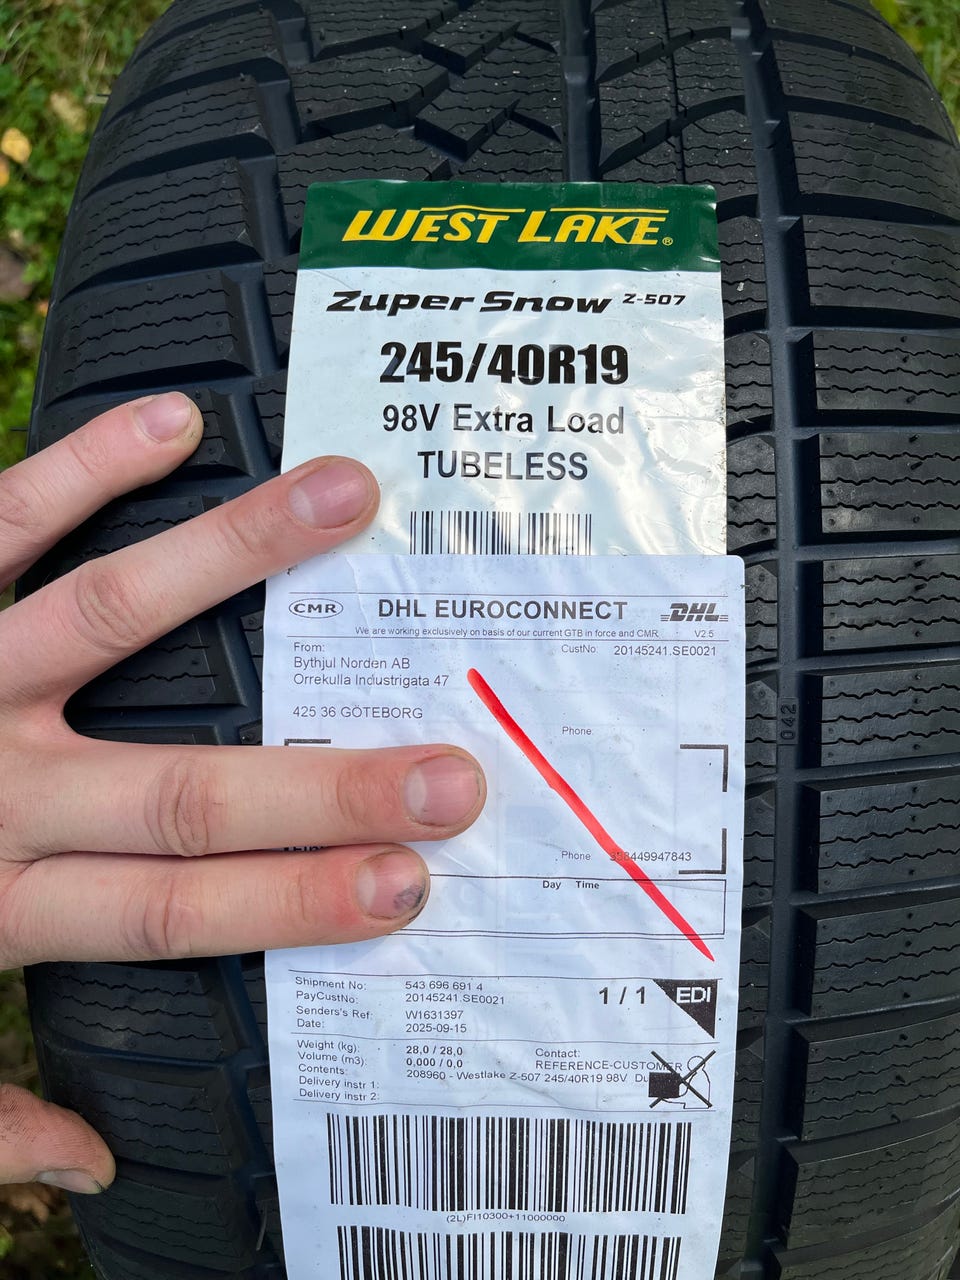 WEST LAKE®
Zuper Snow Z-507
245/40R19
98V Extra Load
TUBELESS
CMR DHL EUROCONNECT DHL
We are working exclusively on basis of our current GTB in force and CMR. V2.5
From: CustNo: 20145241.SE0021
Bythjul Norden AB
Orrekulla Industrigata 47
425 36 GÖTEBORG
Phone:
Phone 358449947843
Day Time
Shipment No: 543 696 691 4
PayCustNo: 20145241.SE0021
1 / 1 EDI
Senders's Ref: W1631397
Date: 2025-09-15
Weight (kg): 28,0 / 28,0
Volume (m3): 0,000 / 0,0
Contact:
REFERENCE-CUSTOMER
Contents: 208960 - Westlake Z-507 245/40R19 98V
Delivery instr 1:
Delivery instr 2:
(2L)FI10300+11000000
042